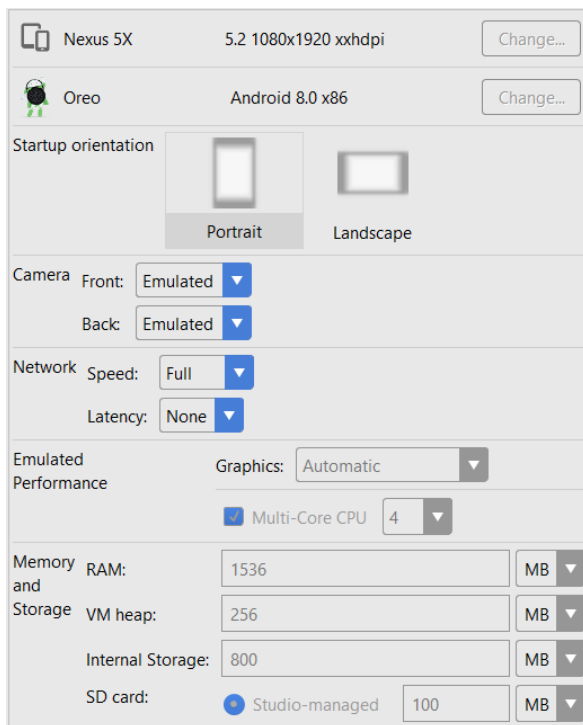 Nexus 5X 5.2 1080x1920 xxhdpi Change...
Oreo Android 8.0 x86 Change...
Startup orientation
Portrait Landscape
Camera Front: Emulated
Back: Emulated
Network Speed: Full
Latency: None
Emulated
Performance
Graphics: Automatic
Multi-Core CPU 4
Memory
and
Storage
RAM: 1536 MB
VM heap: 256 MB
Internal Storage: 800 MB
SD card: Studio-managed 100 MB